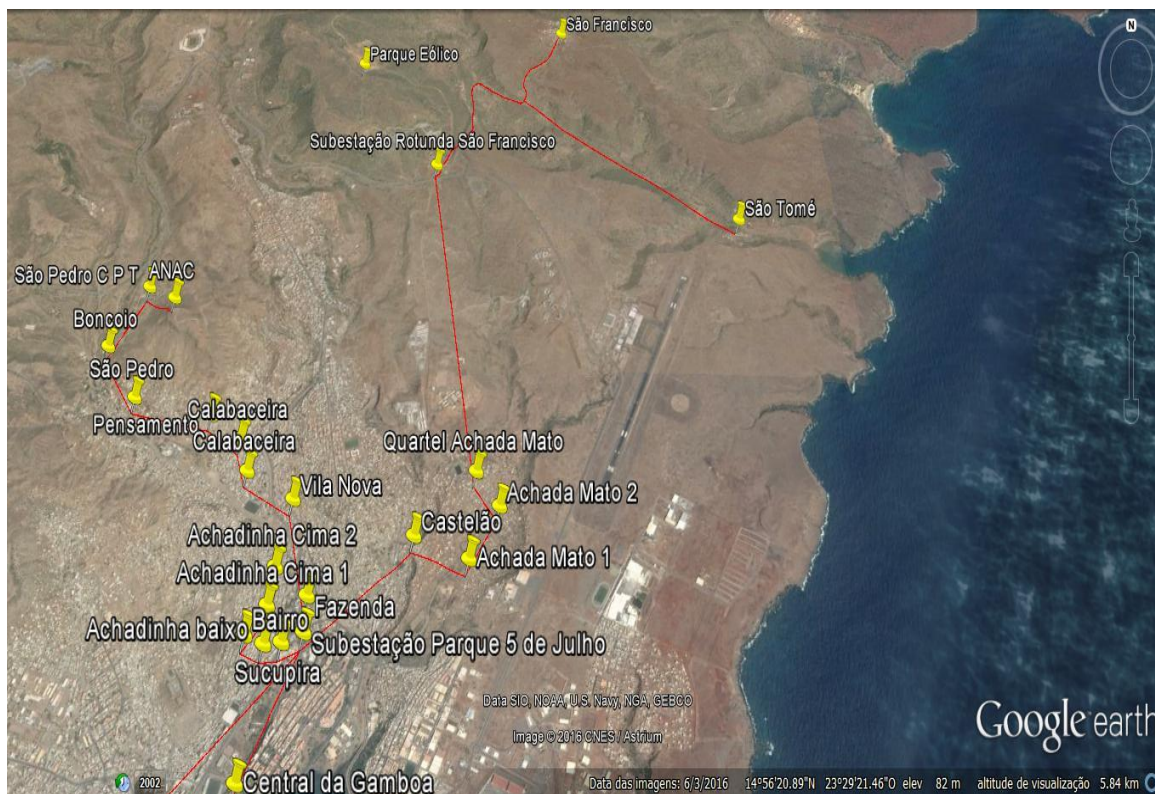 São Francisco
N
Parque Eólico
Subestação Rotunda São Francisco
São Tomé
São Pedro C P T
ANAC
Boncoio
São Pedro
Calabaceira
Pensamento
Calabaceira
Quartel Achada Mato
Vila Nova
Achada Mato 2
Castelão
Achadinha Cima 2
Achada Mato 1
Achadinha Cima 1
Fazenda
Bairro
Achadinha baixo
Subestação Parque 5 de Julho
Sucupira
Data SIO, NOAA, U.S. Navy, NGA, GEBCO
Google earth
Image © 2016 CNES / Astrium
Central da Gamboa
2002
Data das imagens: 6/3/2016 14°56'20.89"N 23°29'21.46"O elev 82 m altitude de visualização 5.84 km